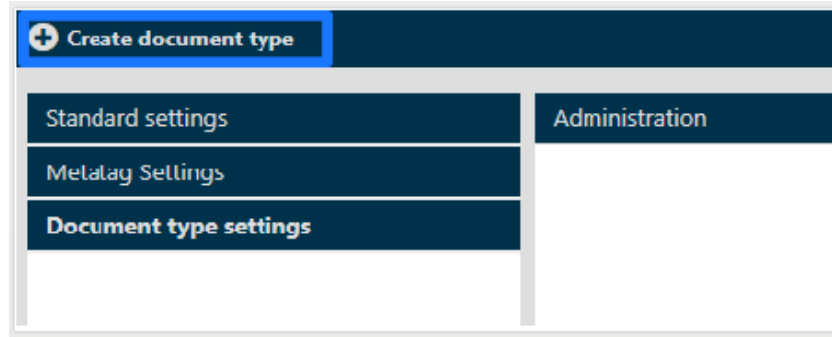 Create document type
Standard settings
Administration
Metatag Settings
Document type settings